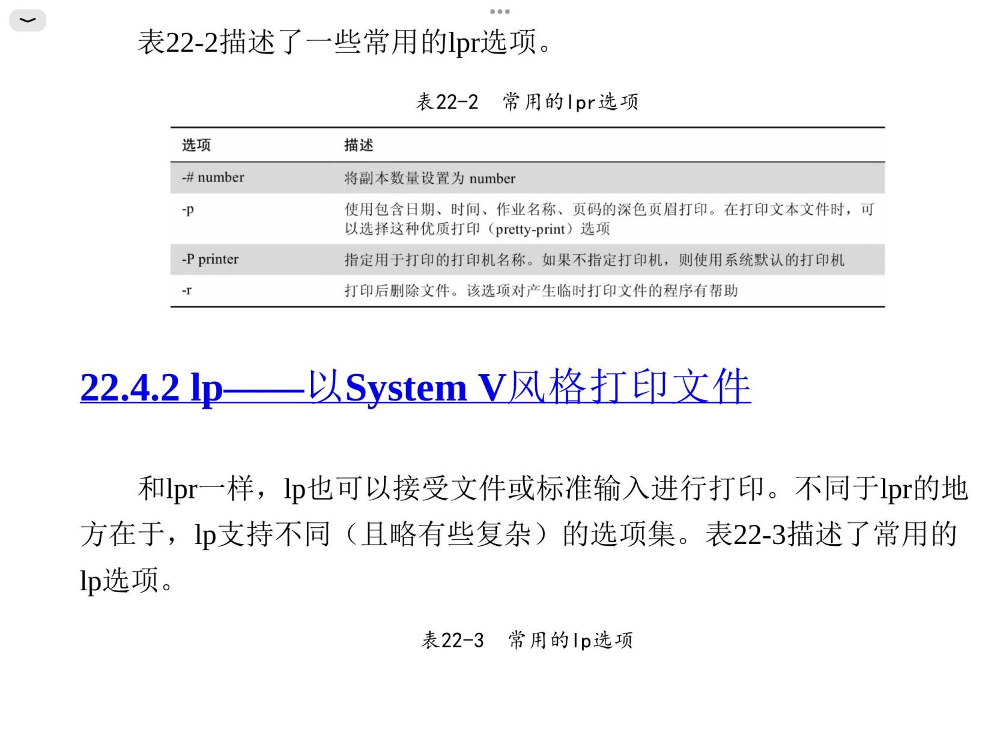 表22-2描述了一些常用的lpr选项。
表22-2 常用的lpr选项
选项 描述
-# number 将副本数量设置为 number
-p 使用包含日期、时间、作业名称、页码的深色页眉打印。在打印文本文件时，可
以选择这种优质打印（pretty-print）选项
-P printer 指定用于打印的打印机名称。如果不指定打印机，则使用系统默认的打印机
-r 打印后删除文件。该选项对产生临时打印文件的程序有帮助
22.4.2 lp——以System V风格打印文件
和lpr一样，lp也可以接受文件或标准输入进行打印。不同于lpr的地
方在于，lp支持不同（且略有些复杂）的选项集。表22-3描述了常用的
lp选项。
表22-3 常用的lp选项